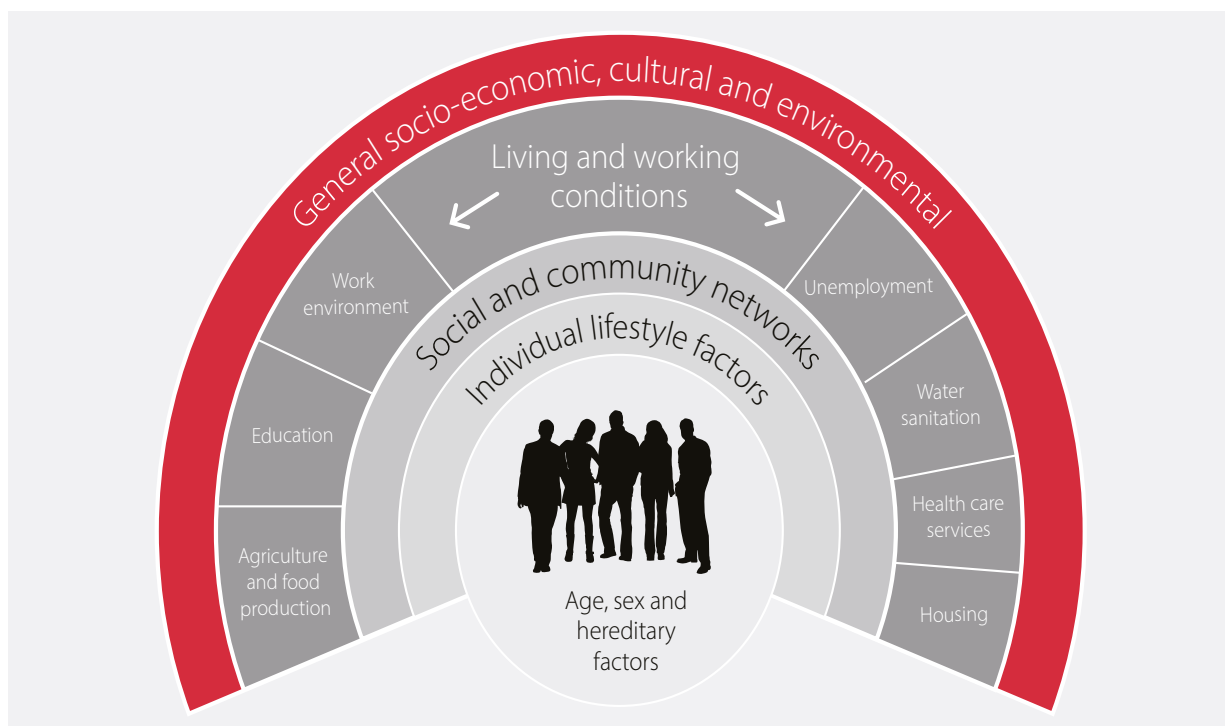 General socio-economic, cultural and environmental
Living and working
conditions
Work
environment
Education
Agriculture
and food
production
Unemployment
Water
sanitation
Health care
services
Housing
Social and community networks
Individual lifestyle factors
Age, sex and
hereditary
factors